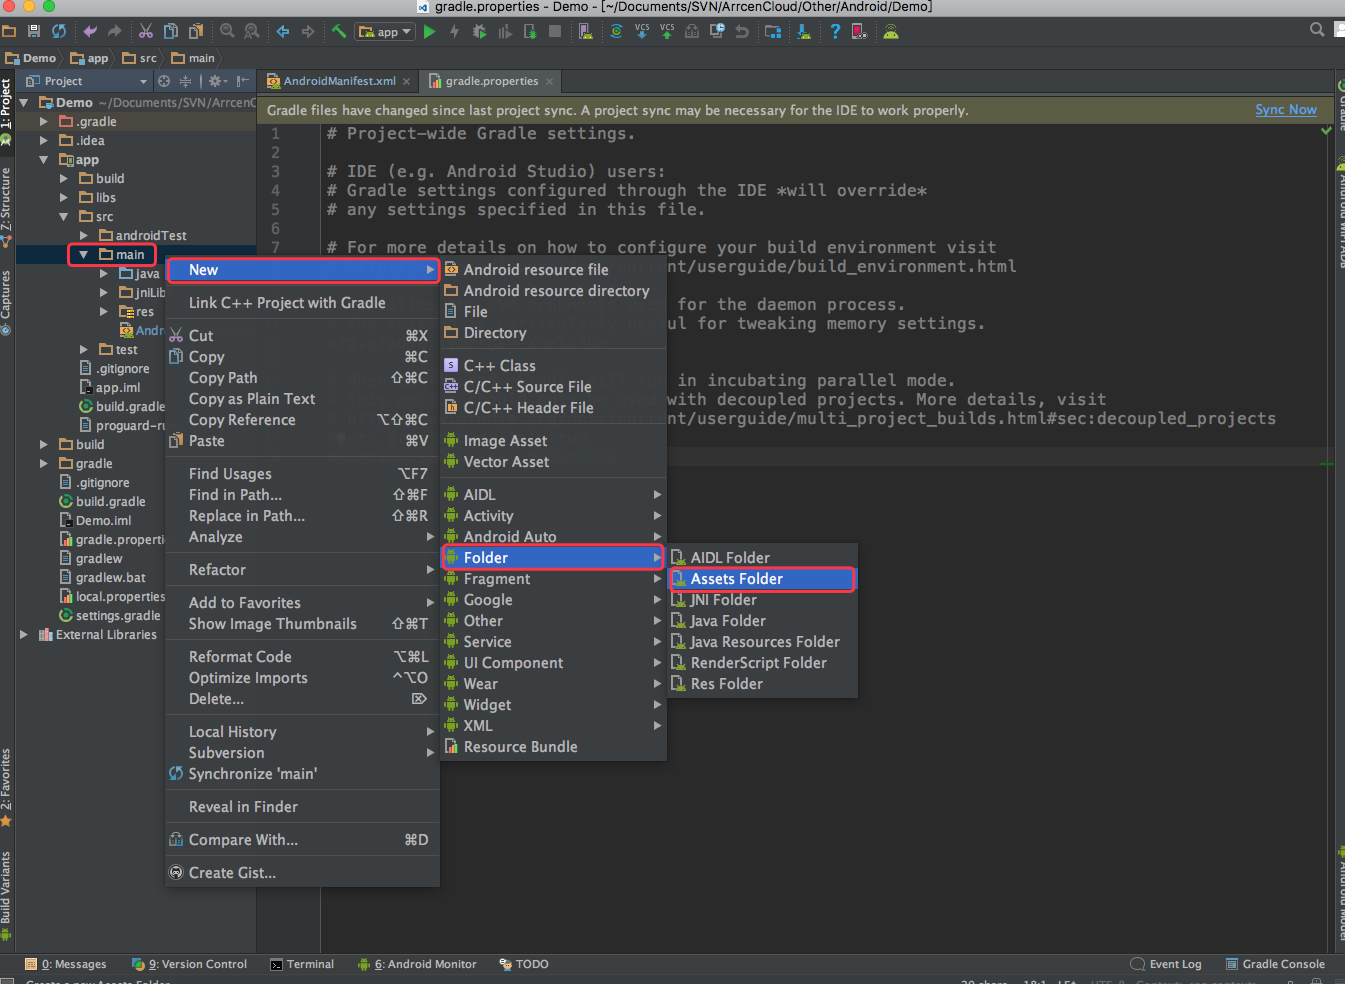 gradle.properties - Demo - [~/Documents/SVN/ArrcenCloud/Other/Android/Demo]
app
VCS VCS
Demo app src main
Project
AndroidManifest.xml gradle.properties
Gradle files have changed since last project sync. A project sync may be necessary for the IDE to work properly. Sync Now
1: Project
Z: Structure
Captures
2: Favorites
Build Variants
Demo ~/Documents/SVN/ArrcenC
.gradle
.idea
app
build
libs
src
androidTest
main
java
jniLib
res
Andr
test
.gitignore
app.iml
build.gradle
proguard-ru
build
gradle
.gitignore
build.gradle
Demo.iml
gradle.properti
gradlew
gradlew.bat
local.properties
settings.gradle
External Libraries
1 # Project-wide Gradle settings.
2
3 # IDE (e.g. Android Studio) users:
4 # Gradle settings configured through the IDE *will override*
5 # any settings specified in this file.
6
7 # For more details on how to configure your build environment visit
nt/userguide/build_environment.html
for the daemon process.
ful for tweaking memory settings.
in incubating parallel mode.
ed with decoupled projects. More details, visit
nt/userguide/multi_project_builds.html#sec:decoupled_projects
New
Link C++ Project with Gradle
Cut ⌘X
Copy ⌘C
Copy Path ⇧⌘C
Copy as Plain Text
Copy Reference ⌥⇧⌘C
Paste ⌘V
Find Usages ⌥F7
Find in Path... ⇧⌘F
Replace in Path... ⇧⌘R
Analyze
Refactor
Add to Favorites
Show Image Thumbnails ⇧⌘T
Reformat Code ⌥⌘L
Optimize Imports ^⌥O
Delete... ⌦
Local History
Subversion
Synchronize 'main'
Reveal in Finder
Compare With... ⌘D
Create Gist...
Android resource file
Android resource directory
File
Directory
C++ Class
C/C++ Source File
C/C++ Header File
Image Asset
Vector Asset
AIDL
Activity
Android Auto
Folder
Fragment
Google
Other
Service
UI Component
Wear
Widget
XML
Resource Bundle
AIDL Folder
Assets Folder
JNI Folder
Java Folder
Java Resources Folder
RenderScript Folder
Res Folder
0: Messages 9: Version Control Terminal 6: Android Monitor TODO Event Log Gradle Console
Create a new Assets Folder